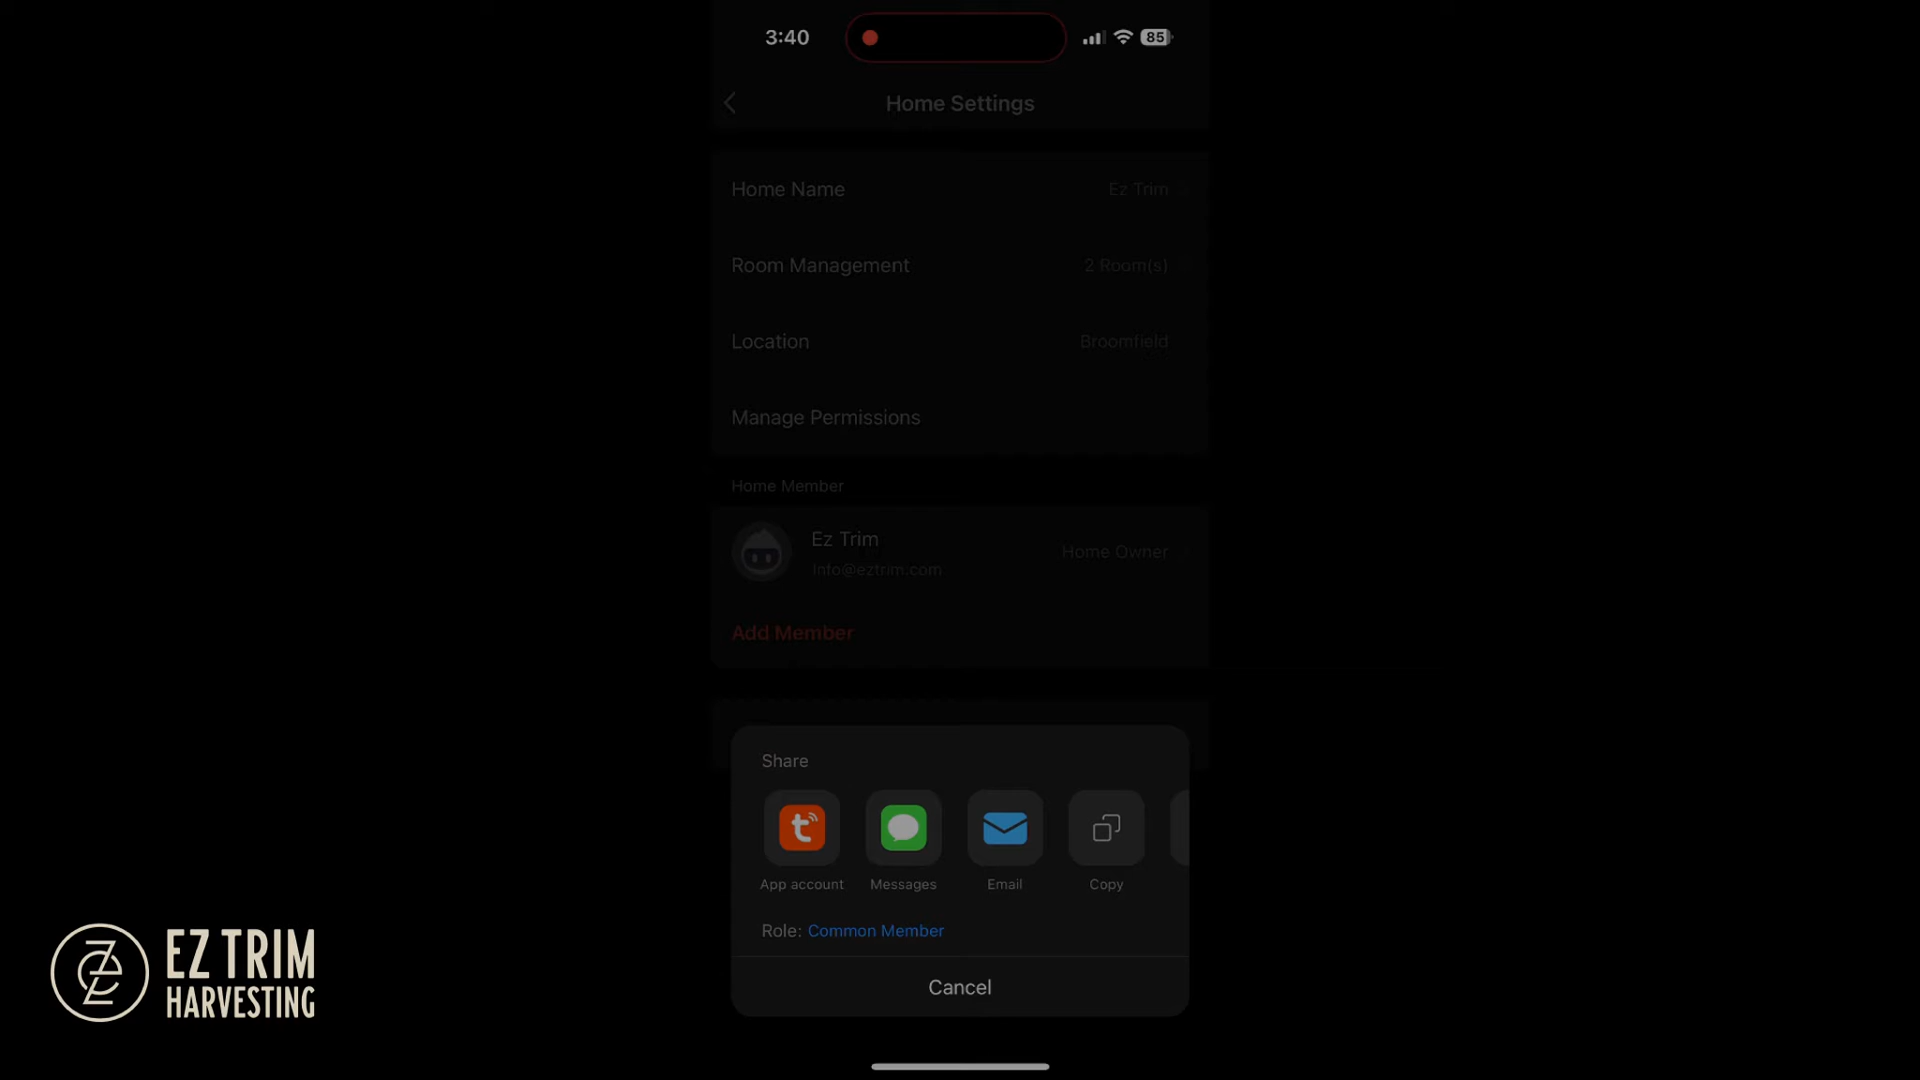 3:40
85
Home Settings
Home Name Ez Trim
Room Management 2 Room(s)
Location Broomfield
Manage Permissions
Home Member
Ez Trim
Info@eztrim.com
Home Owner
Add Member
Share
App account Messages Email Copy
Role: Common Member
Cancel
EZ TRIM
HARVESTING